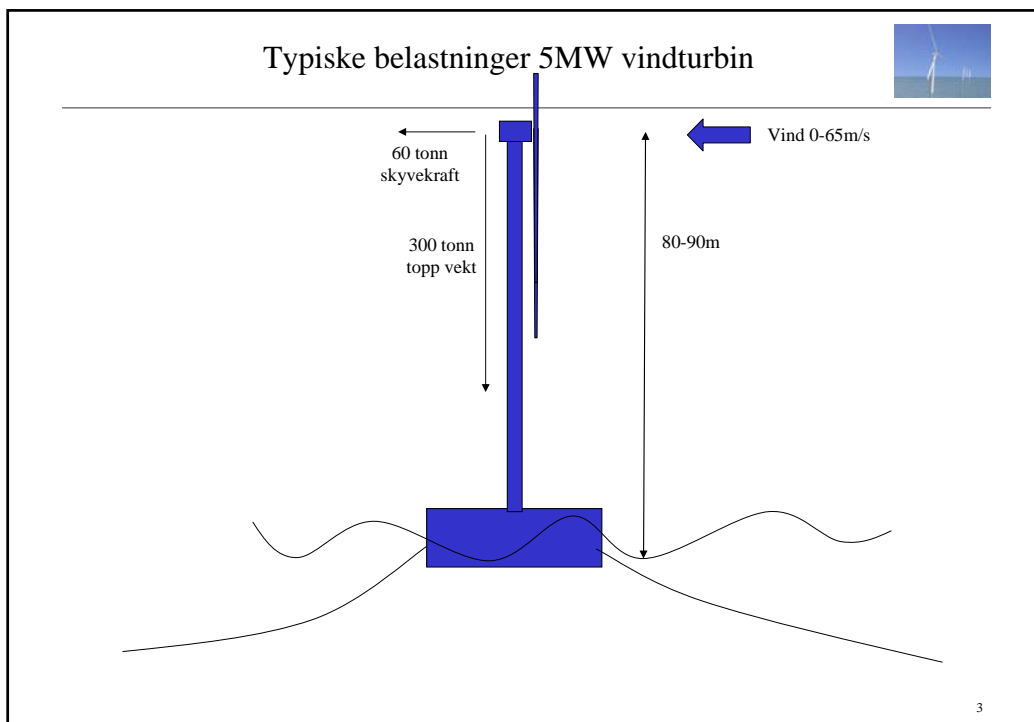 Typiske belastninger 5MW vindturbin
60 tonn
skyvekraft
Vind 0-65m/s
300 tonn
topp vekt
80-90m
3